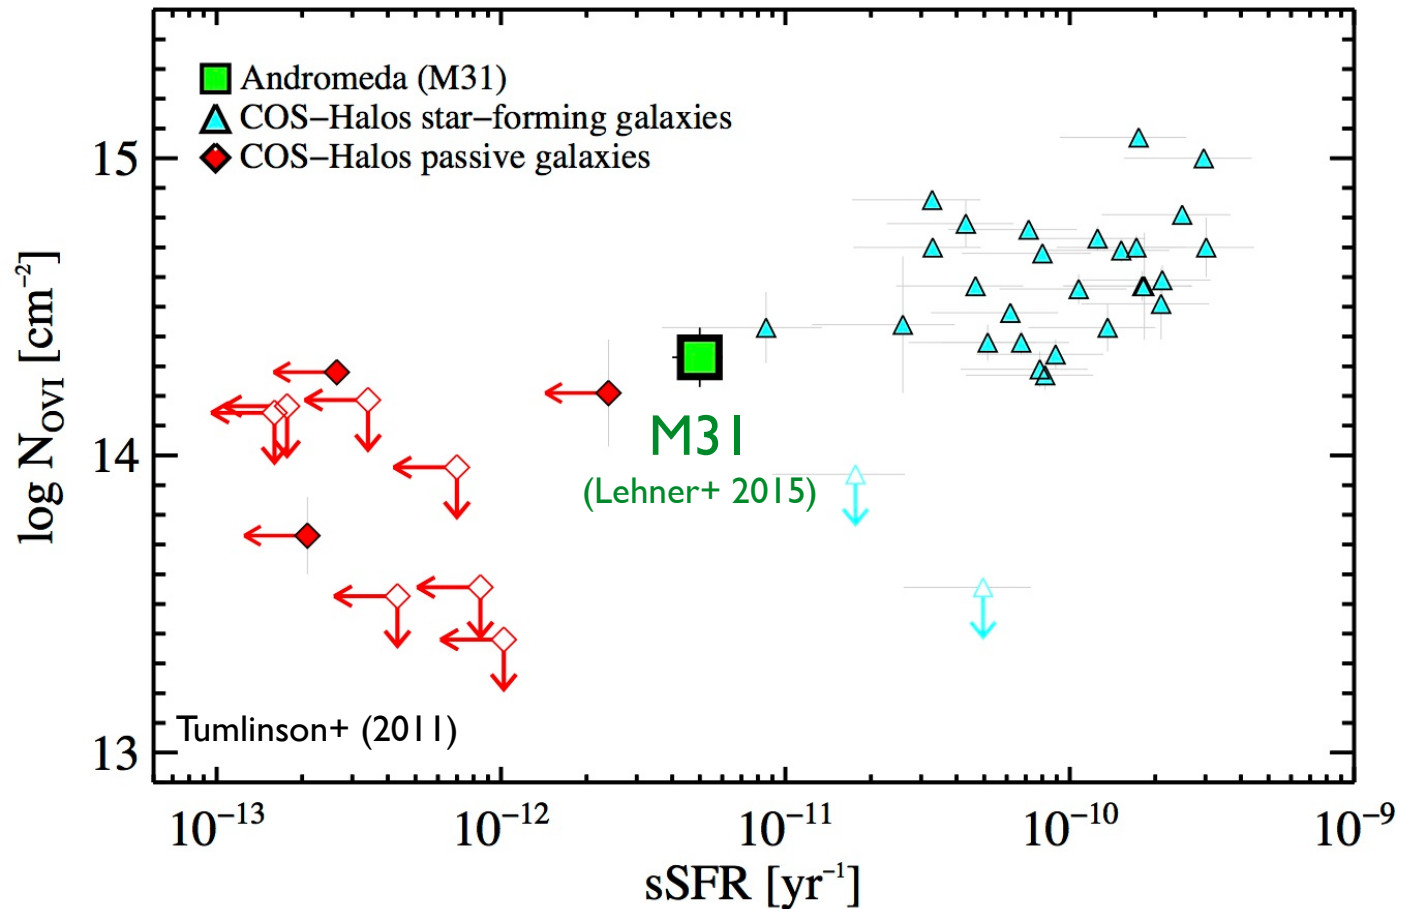 Andromeda (M31)
COS–Halos star–forming galaxies
COS–Halos passive galaxies
15
14
13
log N_OVI [cm⁻²]
M31
(Lehner+ 2015)
Tumlinson+ (2011)
10⁻¹³ 10⁻¹² 10⁻¹¹ 10⁻¹⁰ 10⁻⁹
sSFR [yr⁻¹]